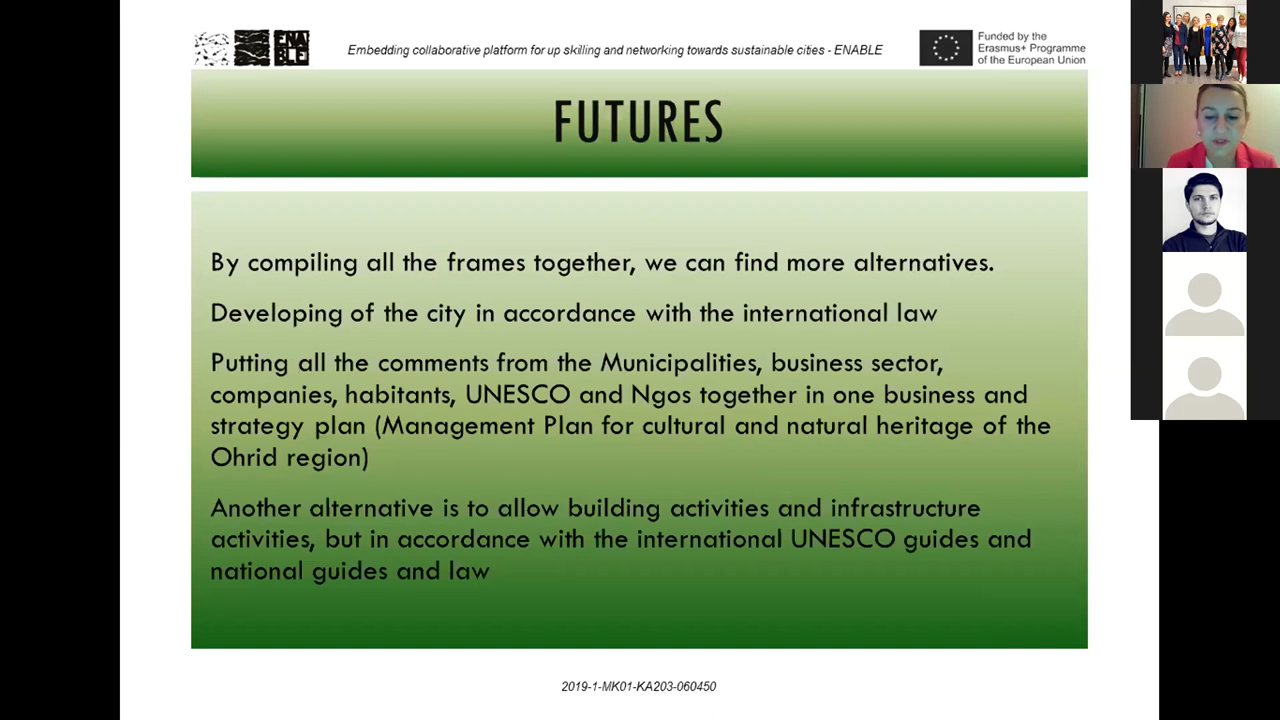 ENA
BLE
Embedding collaborative platform for up skilling and networking towards sustainable cities - ENABLE
Funded by the
Erasmus+ Programme
of the European Union
FUTURES
By compiling all the frames together, we can find more alternatives.
Developing of the city in accordance with the international law
Putting all the comments from the Municipalities, business sector,
companies, habitants, UNESCO and Ngos together in one business and
strategy plan (Management Plan for cultural and natural heritage of the
Ohrid region)
Another alternative is to allow building activities and infrastructure
activities, but in accordance with the international UNESCO guides and
national guides and law
2019-1-MK01-KA203-060450